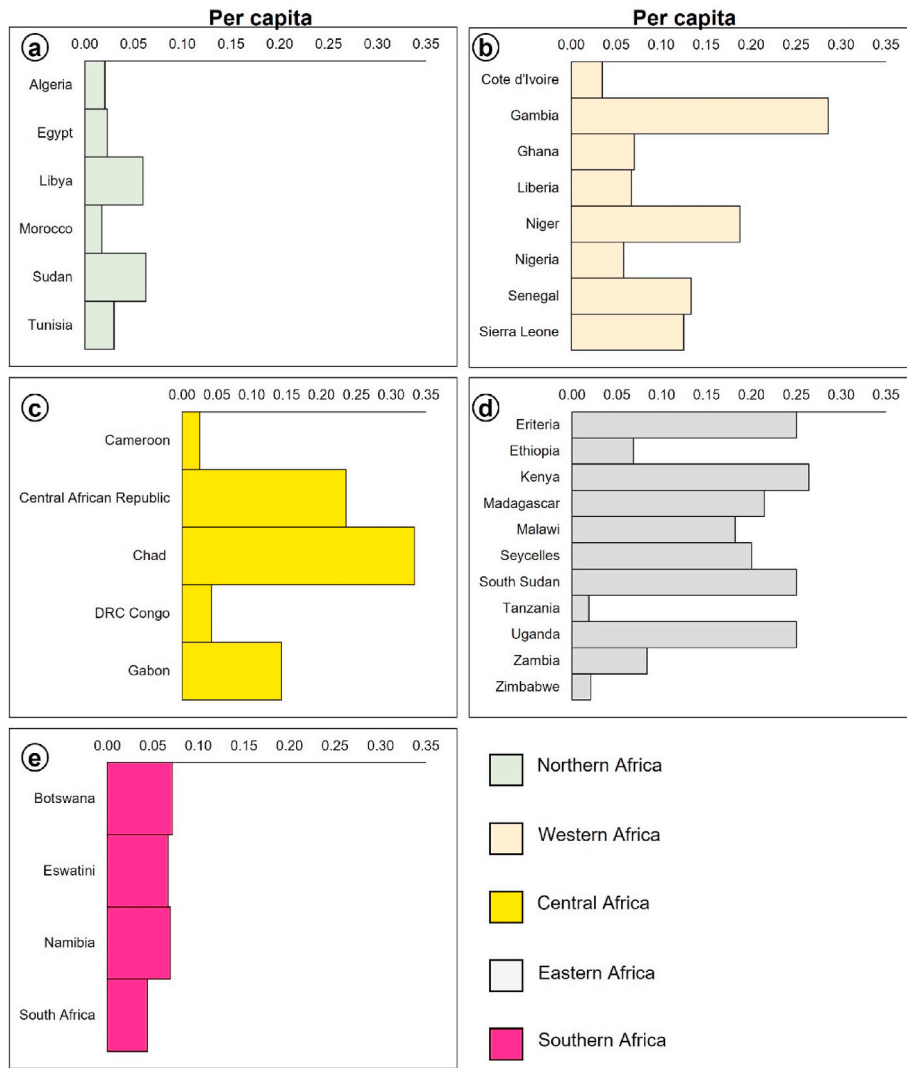 Per capita
Per capita
a
0.00 0.05 0.10 0.20 0.30 0.35
Algeria
Egypt
Libya
Morocco
Sudan
Tunisia
b
0.00 0.05 0.10 0.15 0.20 0.25 0.30 0.35
Cote d'Ivoire
Gambia
Ghana
Liberia
Niger
Nigeria
Senegal
Sierra Leone
c
0.00 0.05 0.10 0.15 0.20 0.25 0.30 0.35
Cameroon
Central African Republic
Chad
DRC Congo
Gabon
d
0.00 0.05 0.10 0.15 0.20 0.25 0.30 0.35
Eriteria
Ethiopia
Kenya
Madagascar
Malawi
Seycelles
South Sudan
Tanzania
Uganda
Zambia
Zimbabwe
e
0.00 0.05 0.10 0.15 0.20 0.25 0.30 0.35
Botswana
Eswatini
Namibia
South Africa
Northern Africa
Western Africa
Central Africa
Eastern Africa
Southern Africa